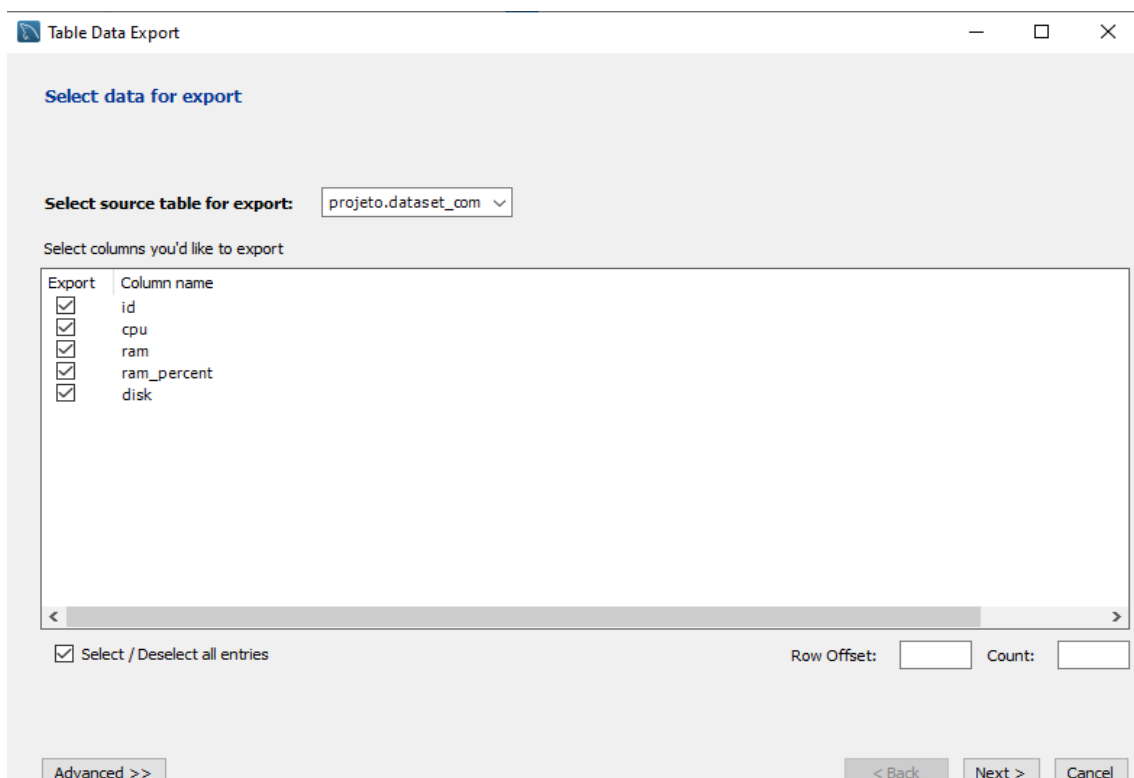 Table Data Export
Select data for export
Select source table for export: projeto.dataset_com
Select columns you'd like to export
Export Column name
id
cpu
ram
ram_percent
disk
Select / Deselect all entries Row Offset: Count:
Advanced >> < Back Next > Cancel